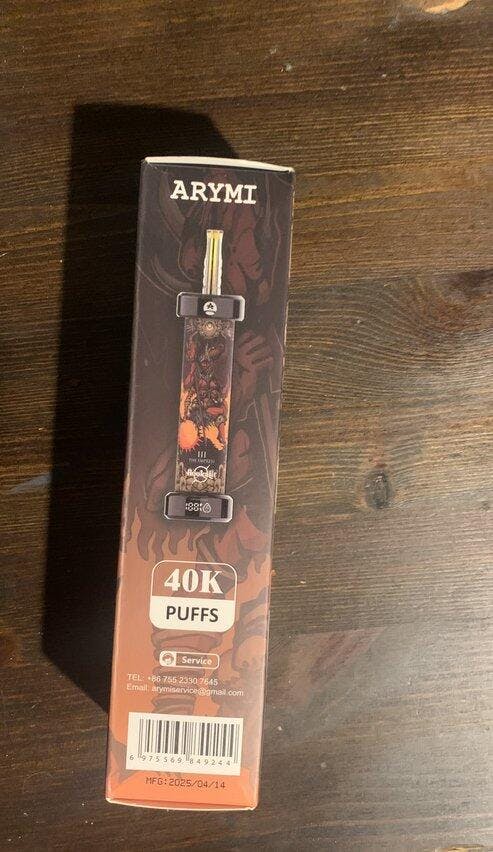 ARYMI
III
THE EMPRESS
100%
40K
PUFFS
Service
TEL: +86 755 2330 7645
Email: arymiservice@gmail.com
6 975569 849244
MFG:2025/04/14